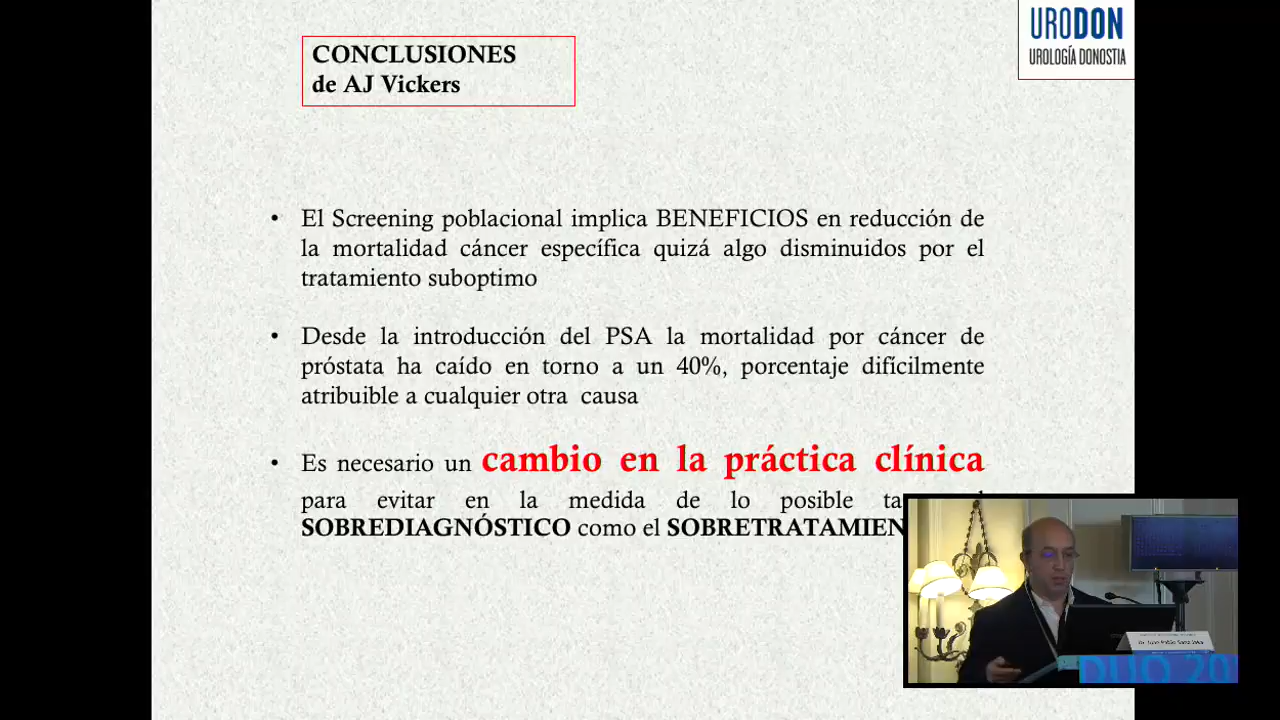 URODON
UROLOGÍA DONOSTIA
CONCLUSIONES
de AJ Vickers
• El Screening poblacional implica BENEFICIOS en reducción de
la mortalidad cáncer específica quizá algo disminuidos por el
tratamiento suboptimo
• Desde la introducción del PSA la mortalidad por cáncer de
próstata ha caído en torno a un 40%, porcentaje difícilmente
atribuible a cualquier otra causa
• Es necesario un cambio en la práctica clínica
para evitar en la medida de lo posible
SOBREDIAGNÓSTICO como el